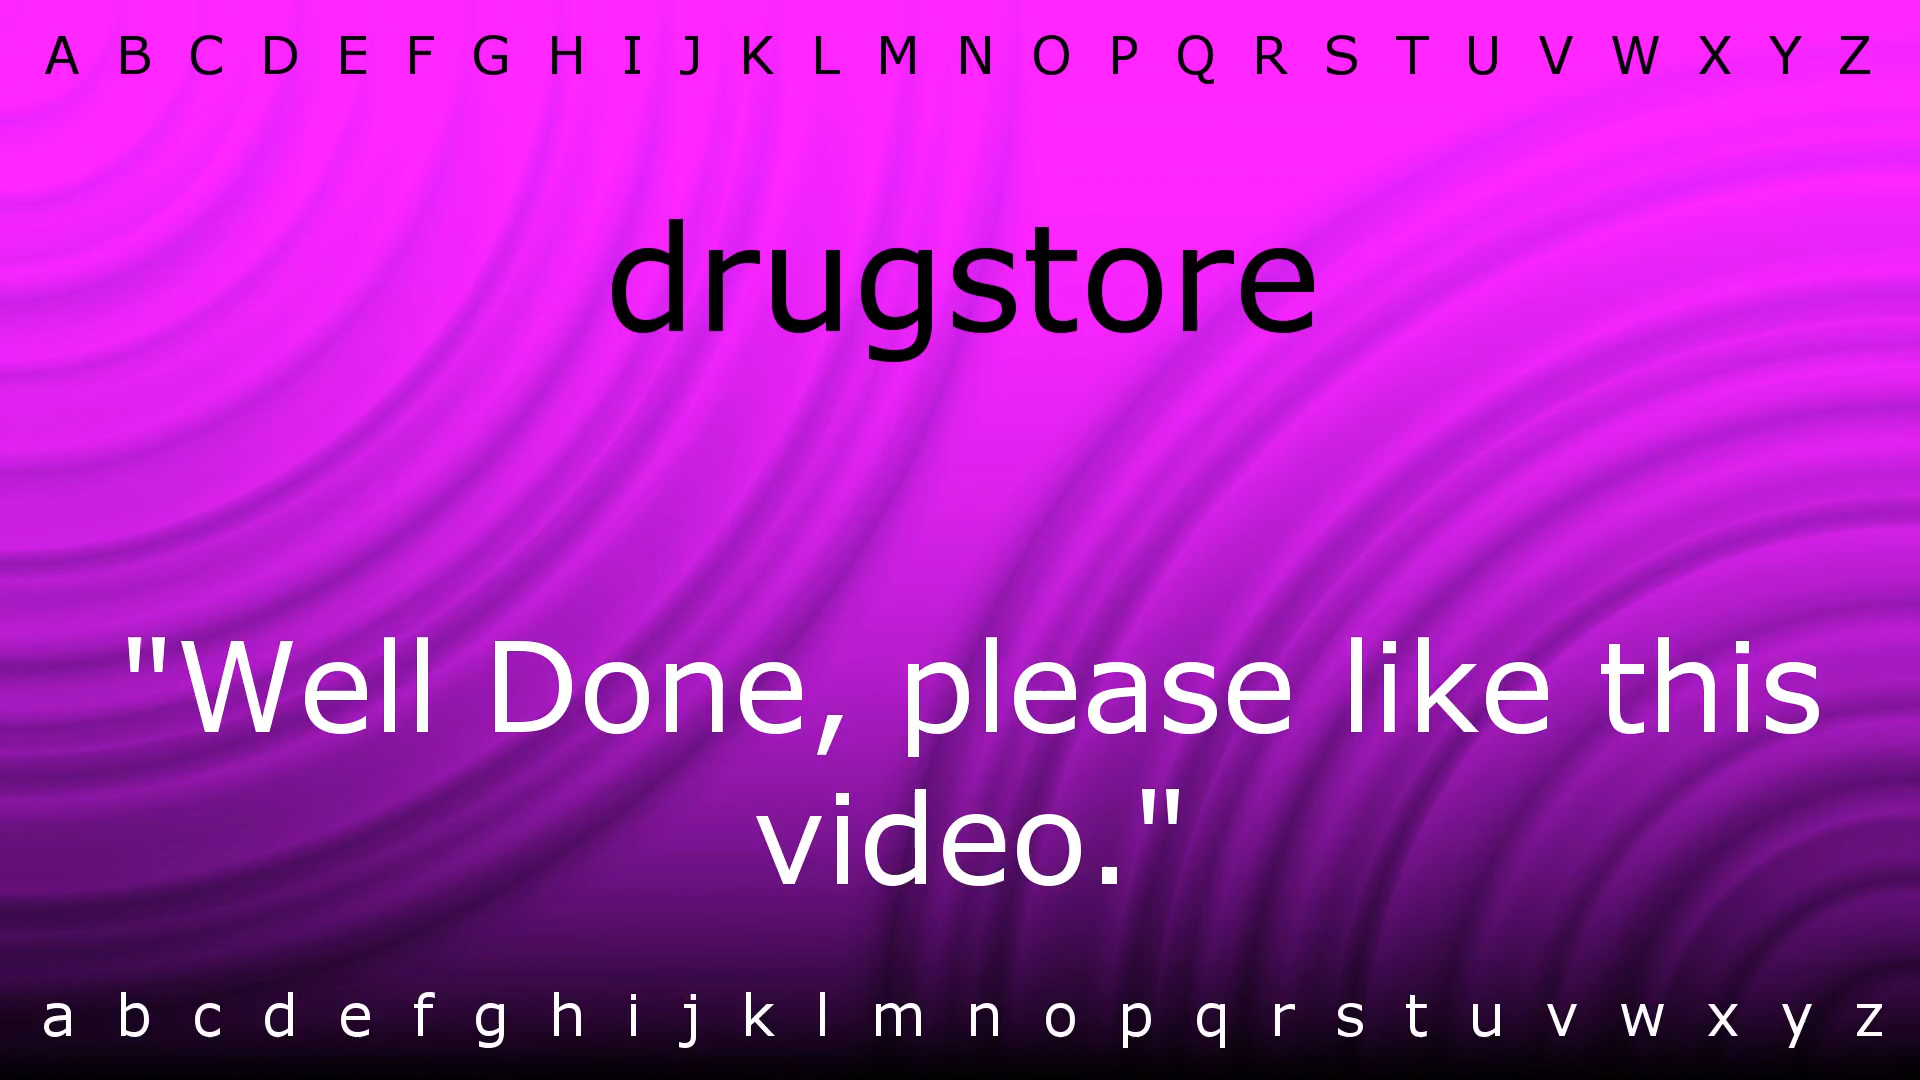 A B C D E F G H I J K L M N O P Q R S T U V W X Y Z
drugstore
"Well Done, please like this
video."
a b c d e f g h i j k l m n o p q r s t u v w x y z